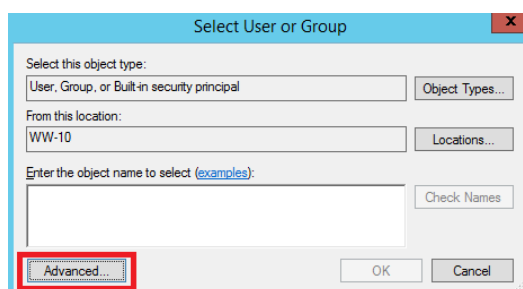 Select User or Group
x
Select this object type:
User, Group, or Built-in security principal
Object Types...
From this location:
WW-10
Locations...
Enter the object name to select (examples):
Check Names
Advanced...
OK
Cancel